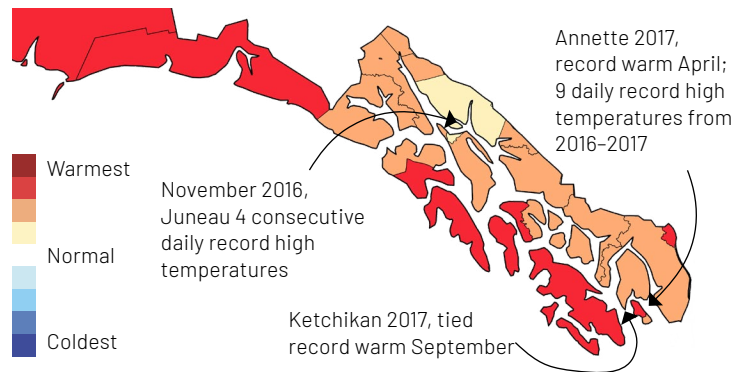 Annette 2017,
record warm April;
9 daily record high
temperatures from
2016–2017
Warmest
Normal
Coldest
November 2016,
Juneau 4 consecutive
daily record high
temperatures
Ketchikan 2017, tied
record warm September